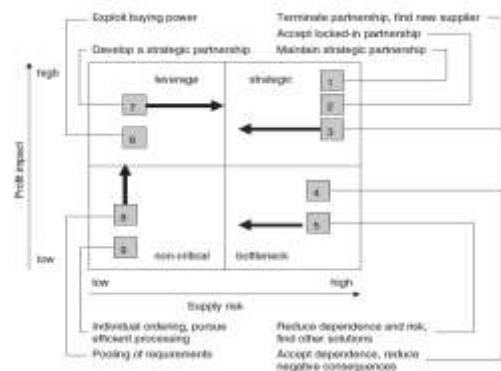 Exploit buying power
Terminate partnership, find new supplier
Accept locked-in partnership
Develop a strategic partnership
Maintain strategic partnership
high
leverage
strategic
1
7
2
6
3
Profit impact
4
8
5
9
low
non-critical
bottleneck
low
high
Supply risk
Individual ordering, pursue
efficient processing
Reduce dependence and risk,
find other solutions
Pooling of requirements
Accept dependence, reduce
negative consequences